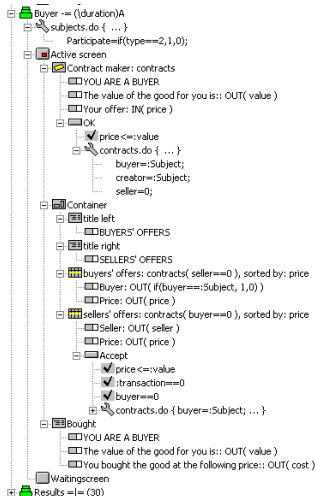 Buyer -= (\duration)A
subjects.do { ... }
Participate=if(type==2,1,0);
Active screen
Contract maker: contracts
YOU ARE A BUYER
The value of the good for you is:: OUT( value )
Your offer: IN( price )
OK
price<=:value
contracts.do { ... }
buyer=:Subject;
creator=:Subject;
seller=0;
Container
title left
BUYERS' OFFERS
title right
SELLERS' OFFERS
buyers' offers: contracts( seller==0 ), sorted by: price
Buyer: OUT( if(buyer==:Subject, 1,0) )
Price: OUT( price )
sellers' offers: contracts( buyer==0 ), sorted by: price
Seller: OUT( seller )
Price: OUT( price )
Accept
price<=:value
:transaction==0
buyer==0
contracts.do { buyer=:Subject; ... }
Bought
YOU ARE A BUYER
The value of the good for you is:: OUT( value )
You bought the good at the following price:: OUT( cost )
Waitingscreen
Results =|= (30)